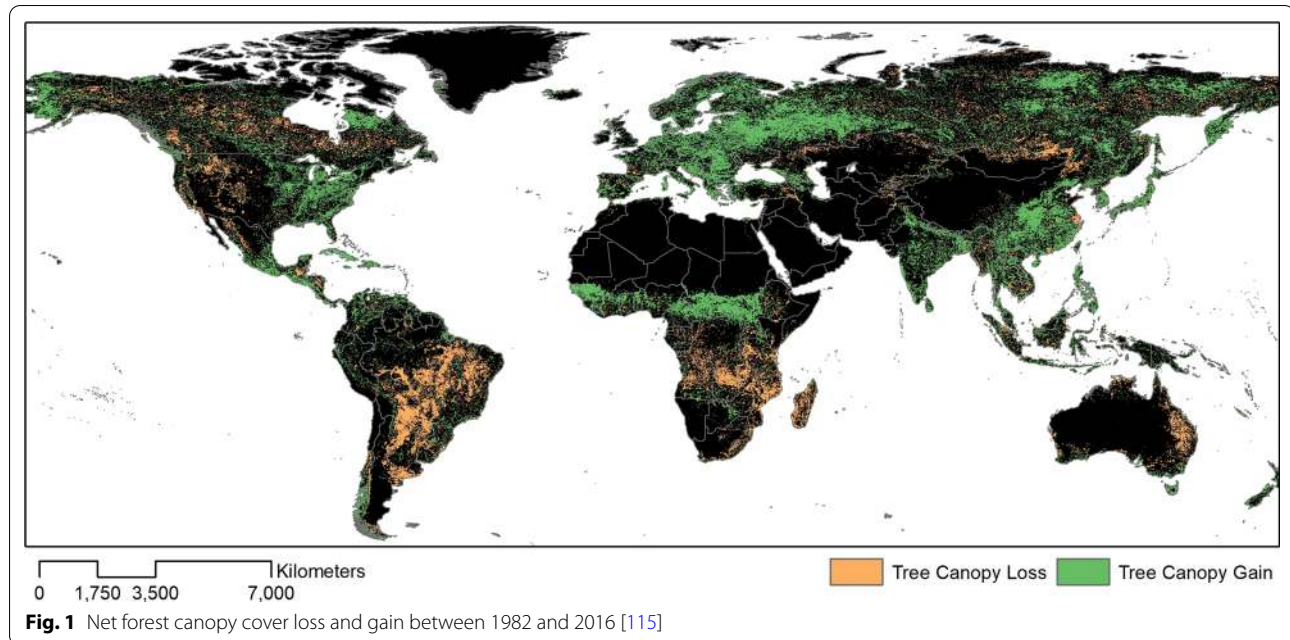 Kilometers
0 1,750 3,500 7,000
Tree Canopy Loss Tree Canopy Gain
Fig. 1 Net forest canopy cover loss and gain between 1982 and 2016 [115]